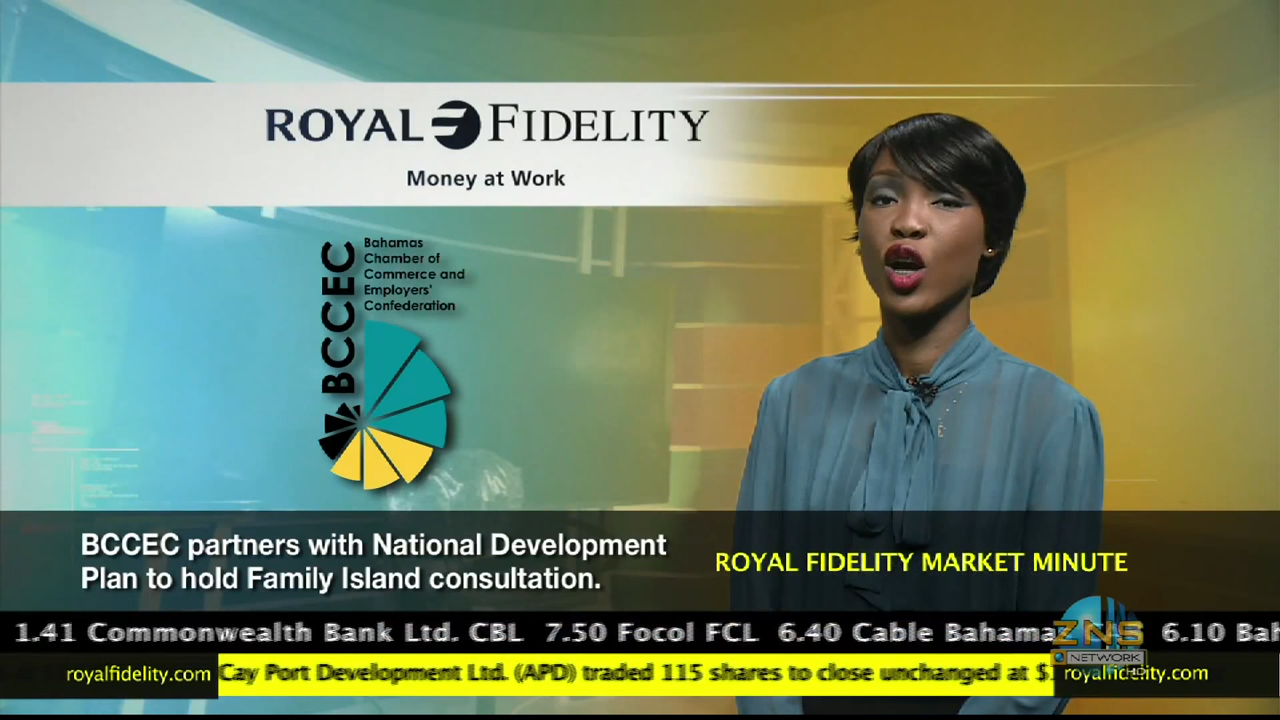 ROYAL FIDELITY
Money at Work
BCCEC
Bahamas
Chamber of
Commerce and
Employers'
Confederation
BCCEC partners with National Development
Plan to hold Family Island consultation.
ROYAL FIDELITY MARKET MINUTE
1.41 Commonwealth Bank Ltd. CBL 7.50 Focol FCL 6.40 Cable Bahamas 6.10
ZNS
NETWORK
royalfidelity.com
Cay Port Development Ltd. (APD) traded 115 shares to close unchanged at
royalfidelity.com